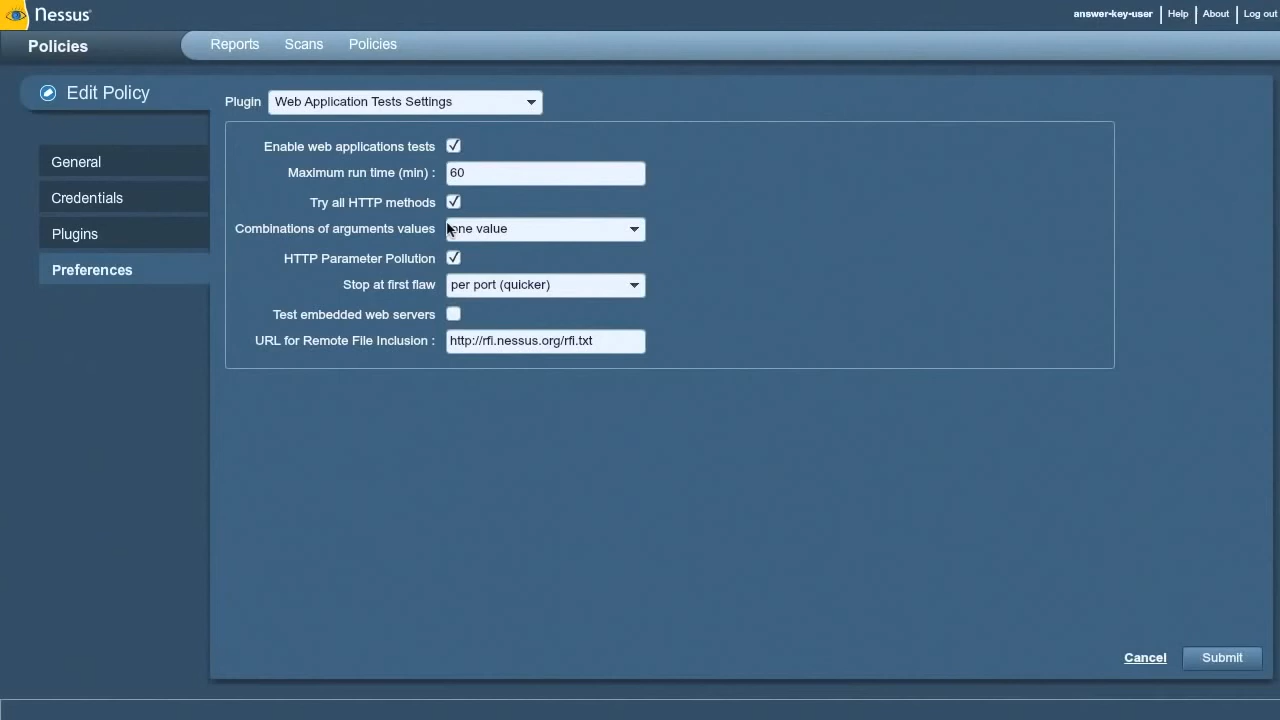 Nessus
answer-key-user | Help | About | Log out
Policies
Reports Scans Policies
Edit Policy
General
Credentials
Plugins
Preferences
Plugin Web Application Tests Settings
Enable web applications tests
Maximum run time (min) : 60
Try all HTTP methods
Combinations of arguments values one value
HTTP Parameter Pollution
Stop at first flaw per port (quicker)
Test embedded web servers
URL for Remote File Inclusion : http://rfi.nessus.org/rfi.txt
Cancel Submit